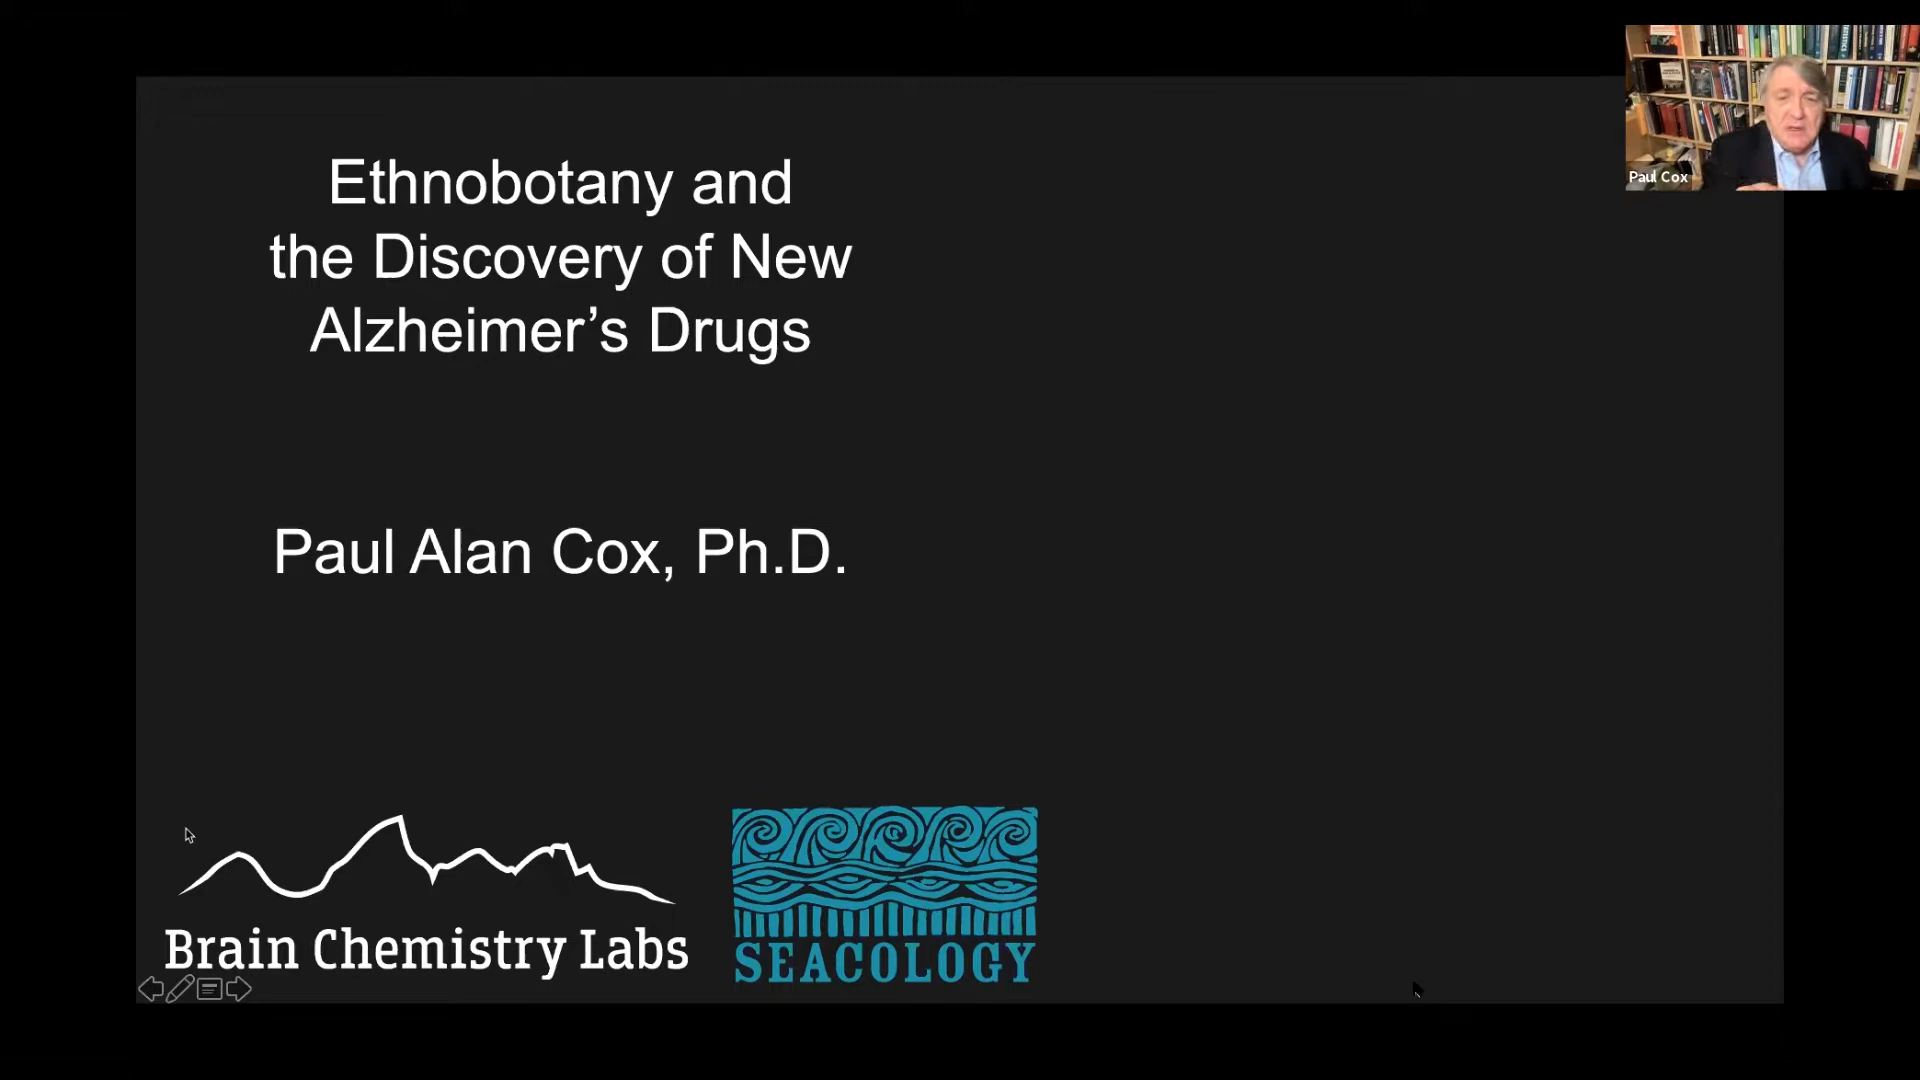 Ethnobotany and
the Discovery of New
Alzheimer’s Drugs
Paul Alan Cox, Ph.D.
Brain Chemistry Labs
SEACOLOGY
Paul Cox